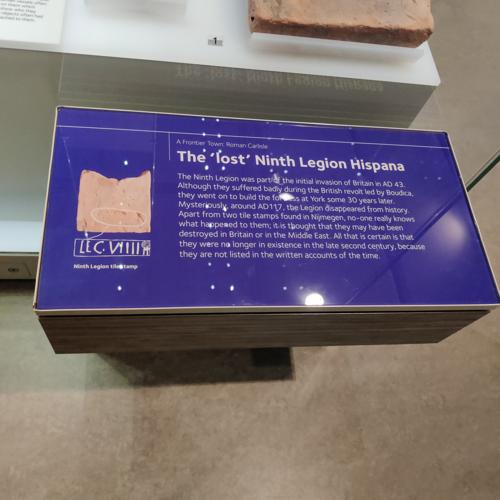 1
A Frontier Town: Roman Carlisle
The 'lost' Ninth Legion Hispana
The Ninth Legion was part of the initial invasion of Britain in AD 43.
Although they suffered badly during the British revolt led by Boudica,
they went on to build the fortress at York some 30 years later.
Mysteriously, around AD117, the Legion disappeared from history.
Apart from two tile stamps found in Nijmegen, no-one really knows
what happened to them; it is thought that they may have been
destroyed in Britain or in the Middle East. All that is certain is that
they were no longer in existence in the late second century, because
they are not listed in the written accounts of the time.
LEG VIIII
Ninth Legion tile stamp